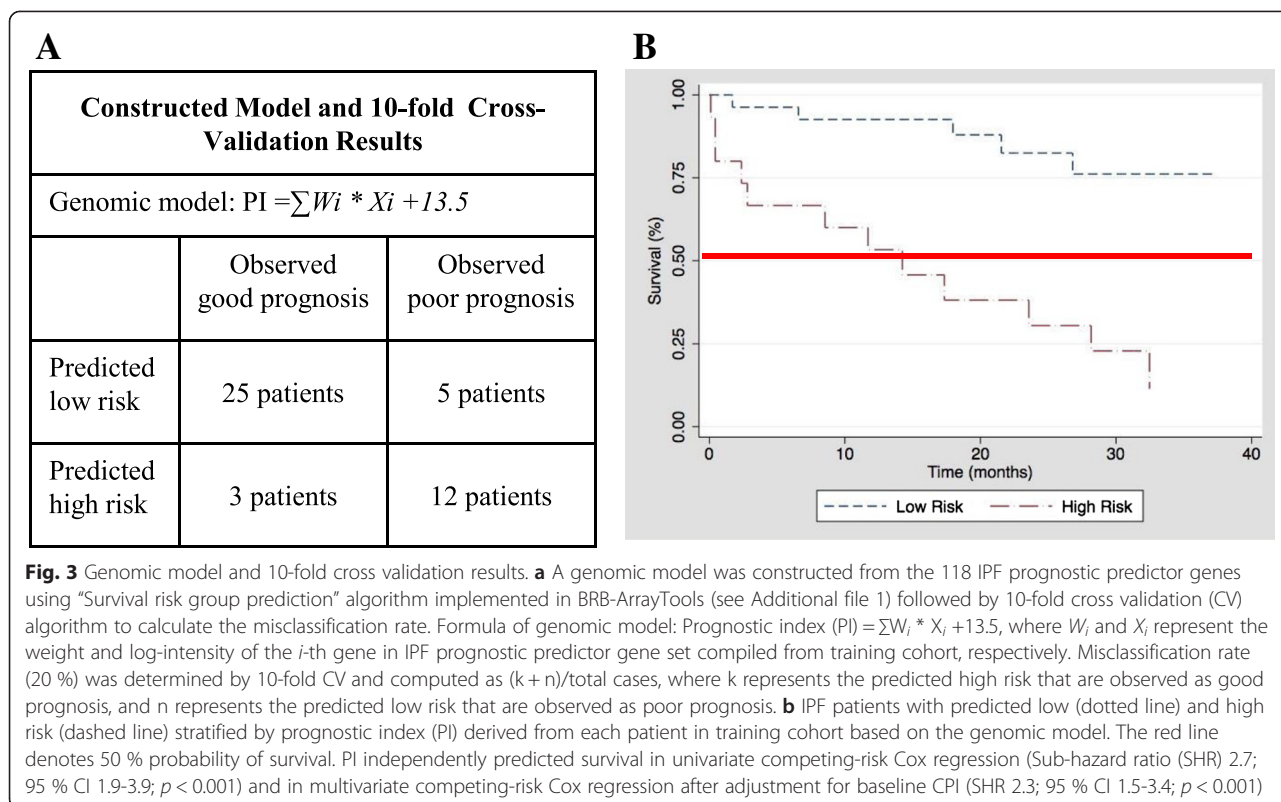 A
Constructed Model and 10-fold Cross-
Validation Results
Genomic model: PI =∑Wi * Xi +13.5
Observed
good prognosis
Observed
poor prognosis
Predicted
low risk
25 patients
5 patients
Predicted
high risk
3 patients
12 patients
B
Survival (%)
1.00
0.75
0.50
0.25
0.00
0
10
20
30
40
Time (months)
Low Risk
High Risk
Fig. 3 Genomic model and 10-fold cross validation results. a A genomic model was constructed from the 118 IPF prognostic predictor genes
using “Survival risk group prediction” algorithm implemented in BRB-ArrayTools (see Additional file 1) followed by 10-fold cross validation (CV)
algorithm to calculate the misclassification rate. Formula of genomic model: Prognostic index (PI) = ∑Wi * Xi +13.5, where Wi and Xi represent the
weight and log-intensity of the i-th gene in IPF prognostic predictor gene set compiled from training cohort, respectively. Misclassification rate
(20 %) was determined by 10-fold CV and computed as (k + n)/total cases, where k represents the predicted high risk that are observed as good
prognosis, and n represents the predicted low risk that are observed as poor prognosis. b IPF patients with predicted low (dotted line) and high
risk (dashed line) stratified by prognostic index (PI) derived from each patient in training cohort based on the genomic model. The red line
denotes 50 % probability of survival. PI independently predicted survival in univariate competing-risk Cox regression (Sub-hazard ratio (SHR) 2.7;
95 % CI 1.9-3.9; p < 0.001) and in multivariate competing-risk Cox regression after adjustment for baseline CPI (SHR 2.3; 95 % CI 1.5-3.4; p < 0.001)